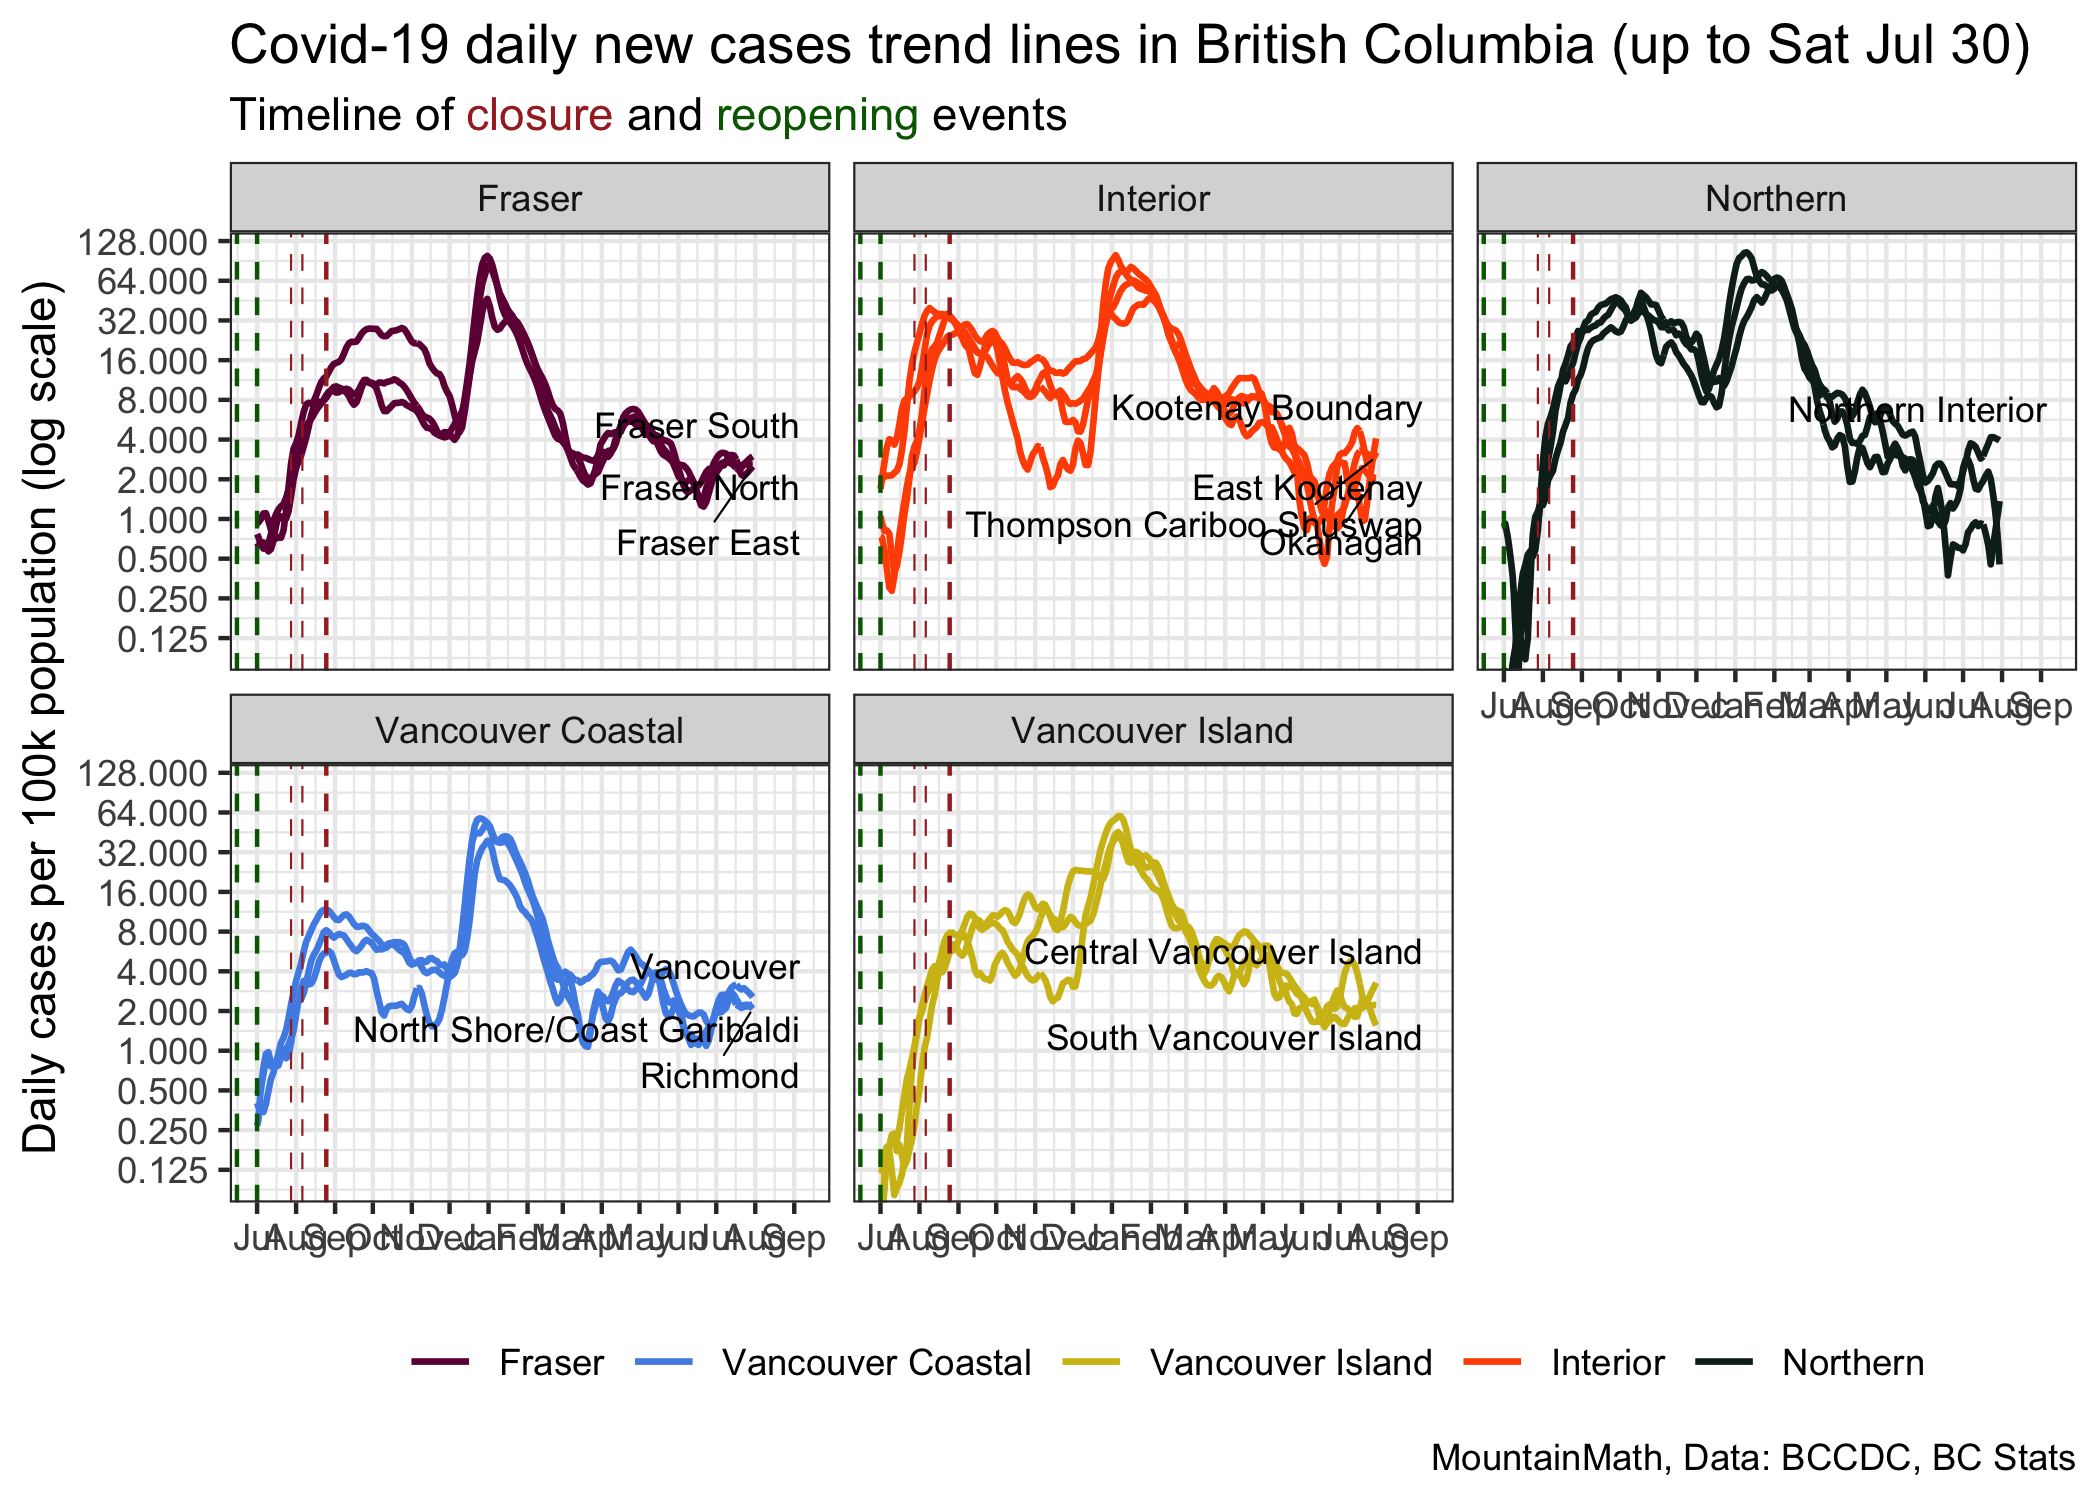 Covid-19 daily new cases trend lines in British Columbia (up to Sat Jul 30)
Timeline of closure and reopening events
Daily cases per 100k population (log scale)
Fraser
Interior
Northern
128.000
64.000
32.000
16.000
8.000
4.000
2.000
1.000
0.500
0.250
0.125
Fraser South
Fraser North
Fraser East
Kootenay Boundary
East Kootenay
Thompson Cariboo Shuswap
Okanagan
Northern Interior
Jul Aug Sep Oct Nov Dec Jan Feb Mar Apr May Jun Jul Aug Sep
Vancouver Coastal
Vancouver Island
128.000
64.000
32.000
16.000
8.000
4.000
2.000
1.000
0.500
0.250
0.125
Vancouver
North Shore/Coast Garibaldi
Richmond
Central Vancouver Island
South Vancouver Island
Jul Aug Sep Oct Nov Dec Jan Feb Mar Apr May Jun Jul Aug Sep
Jul Aug Sep Oct Nov Dec Jan Feb Mar Apr May Jun Jul Aug Sep
Fraser Vancouver Coastal Vancouver Island Interior Northern
MountainMath, Data: BCCDC, BC Stats